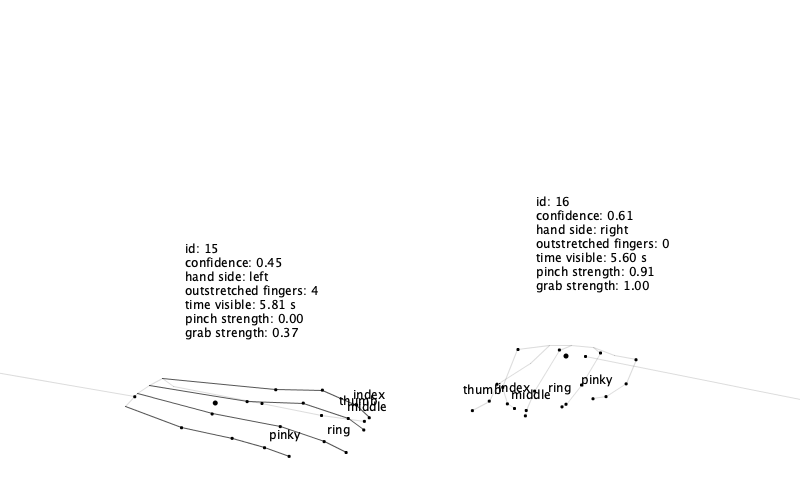 id: 15
confidence: 0.45
hand side: left
outstretched fingers: 4
time visible: 5.81 s
pinch strength: 0.00
grab strength: 0.37
id: 16
confidence: 0.61
hand side: right
outstretched fingers: 0
time visible: 5.60 s
pinch strength: 0.91
grab strength: 1.00
index
thumb
middle
ring
pinky
thumb
index
middle
ring
pinky